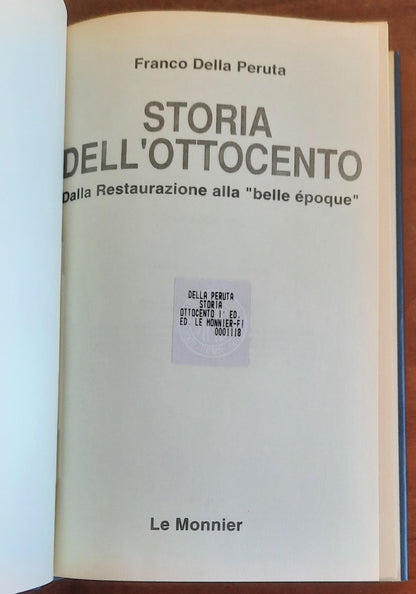 Franco Della Peruta
STORIA
DELL'OTTOCENTO
Dalla Restaurazione alla "belle époque"
DELLA PERUTA
STORIA
OTTOCENTO 1° ED.
ED. LE MONNIER-FI
0001118
Le Monnier